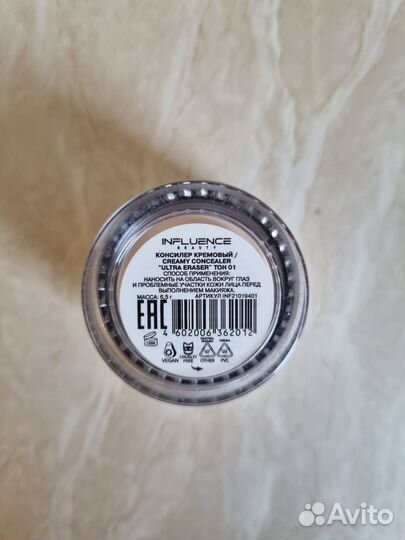 INFLUENCE
BEAUTY
КОНСИЛЕР КРЕМОВЫЙ /
CREAMY CONCEALER
"ULTRA ERASER" ТОН 01
СПОСОБ ПРИМЕНЕНИЯ:
НАНОСИТЬ НА ОБЛАСТЬ ВОКРУГ ГЛАЗ
И ПРОБЛЕМНЫЕ УЧАСТКИ КОЖИ ЛИЦА ПЕРЕД
ВЫПОЛНЕНИЕМ МАКИЯЖА.
МАССА: 6,5 г АРТИКУЛ INF21019401
EAC
4 602006 362012
VEGAN CRUELTY FREE OTHER PVC
Avito